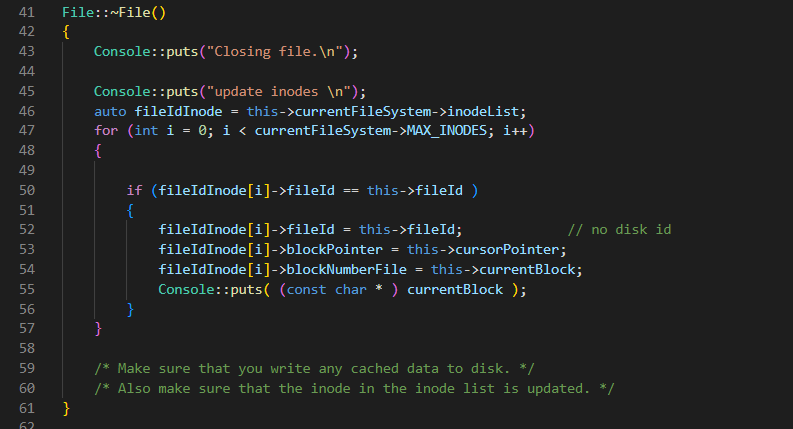 41 File::~File()
42 {
43     Console::puts("Closing file.\n");
44
45     Console::puts("update inodes \n");
46     auto fileIdInode = this->currentFileSystem->inodeList;
47     for (int i = 0; i < currentFileSystem->MAX_INODES; i++)
48     {
49
50         if (fileIdInode[i]->fileId == this->fileId )
51         {
52             fileIdInode[i]->fileId = this->fileId;             // no disk id
53             fileIdInode[i]->blockPointer = this->cursorPointer;
54             fileIdInode[i]->blockNumberFile = this->currentBlock;
55             Console::puts( (const char * ) currentBlock );
56         }
57     }
58
59     /* Make sure that you write any cached data to disk. */
60     /* Also make sure that the inode in the inode list is updated. */
61 }
62